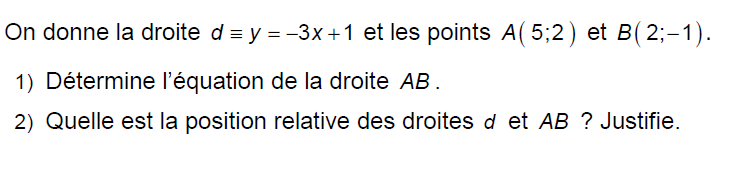 On donne la droite d ≡ y = −3x+1 et les points A( 5;2 ) et B( 2;−1 ).
1) Détermine l'équation de la droite AB .
2) Quelle est la position relative des droites d et AB ? Justifie.